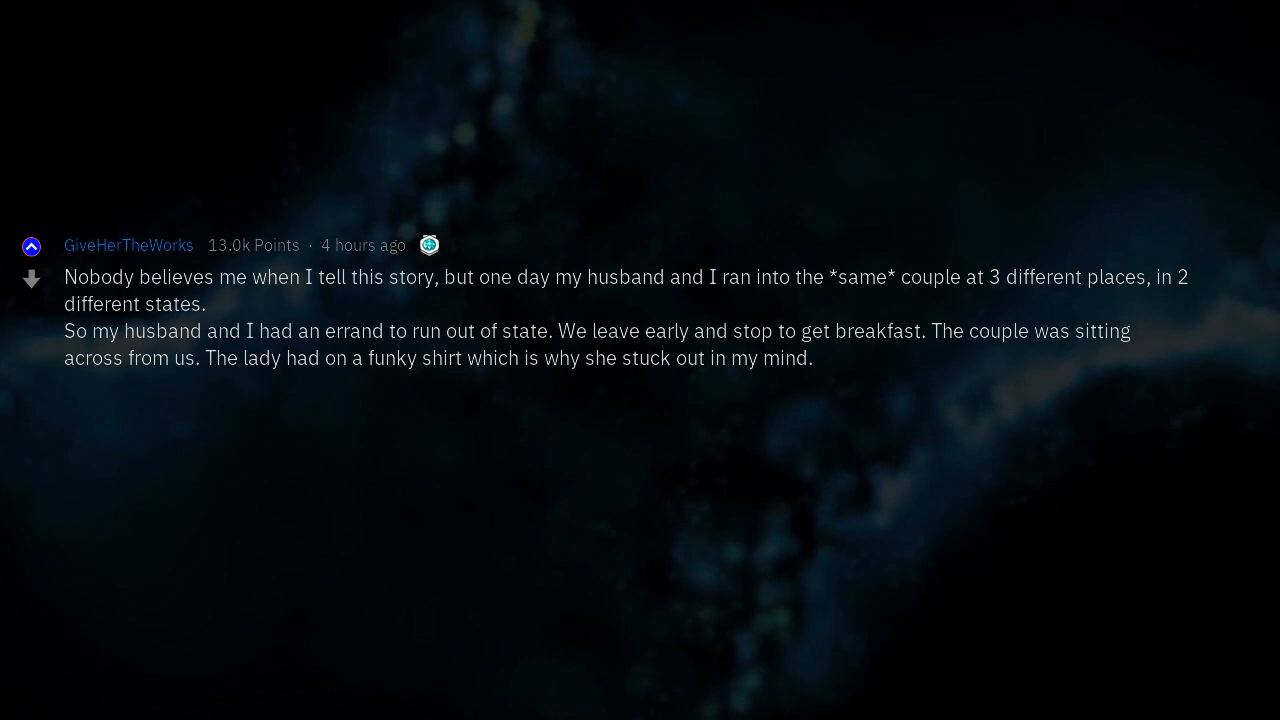 GiveHerTheWorks 13.0k Points · 4 hours ago
Nobody believes me when I tell this story, but one day my husband and I ran into the *same* couple at 3 different places, in 2
different states.
So my husband and I had an errand to run out of state. We leave early and stop to get breakfast. The couple was sitting
across from us. The lady had on a funky shirt which is why she stuck out in my mind.